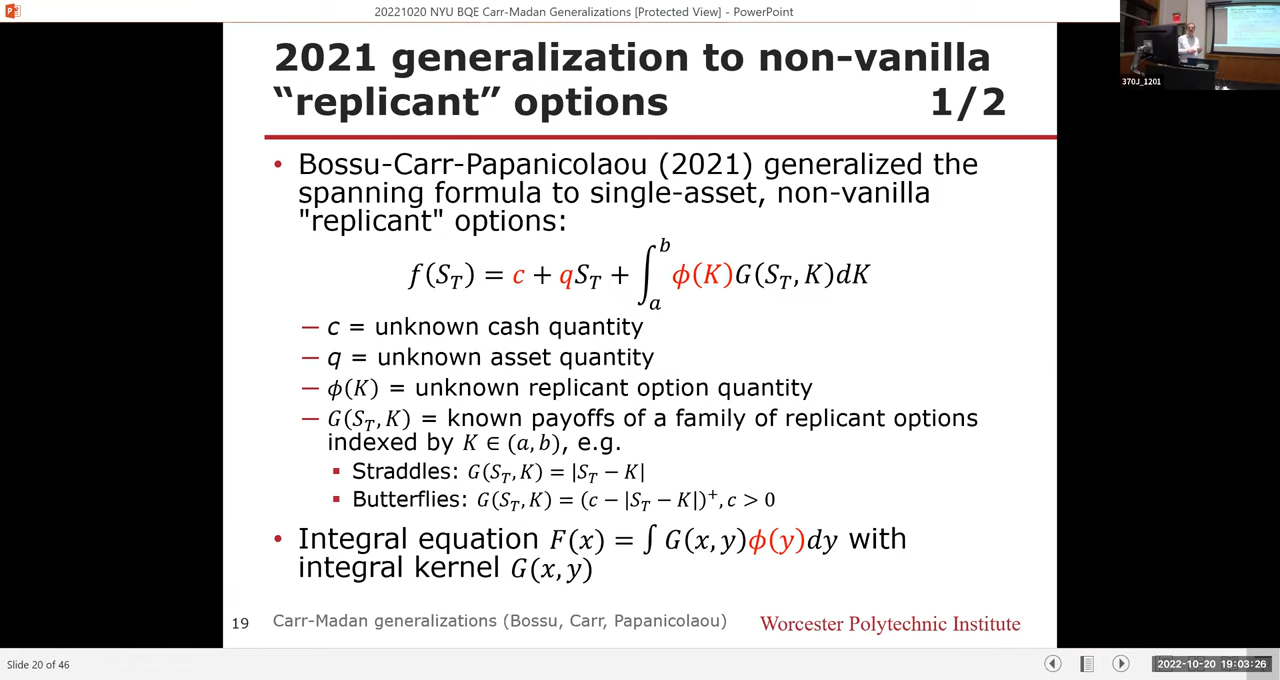 20221020 NYU BQE Carr-Madan Generalizations [Protected View] - PowerPoint
370J_1201
2021 generalization to non-vanilla
“replicant” options 1/2
• Bossu-Carr-Papanicolaou (2021) generalized the
spanning formula to single-asset, non-vanilla
"replicant" options:
f(S_T) = c + qS_T + ∫_a^b ϕ(K)G(S_T, K)dK
— c = unknown cash quantity
— q = unknown asset quantity
— ϕ(K) = unknown replicant option quantity
— G(S_T, K) = known payoffs of a family of replicant options
indexed by K ∈ (a, b), e.g.
▪ Straddles: G(S_T, K) = |S_T − K|
▪ Butterflies: G(S_T, K) = (c − |S_T − K|)⁺, c > 0
• Integral equation F(x) = ∫ G(x, y)ϕ(y)dy with
integral kernel G(x, y)
19 Carr-Madan generalizations (Bossu, Carr, Papanicolaou) Worcester Polytechnic Institute
Slide 20 of 46
2022-10-20 19:03:26